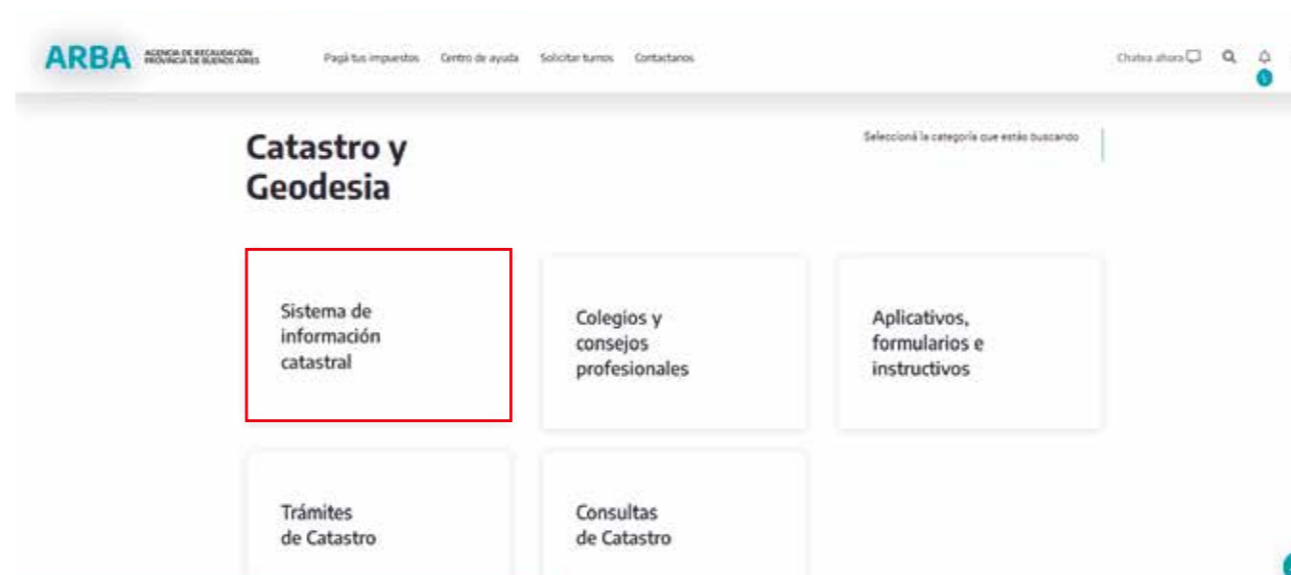 ARBA
AGENCIA DE RECAUDACIÓN
PROVINCIA DE BUENOS AIRES
Pagá tus impuestos
Centro de ayuda
Solicitar turnos
Contactanos
Chatea ahora
Catastro y
Geodesia
Seleccioná la categoría que estás buscando
Sistema de
información
catastral
Colegios y
consejos
profesionales
Aplicativos,
formularios e
instructivos
Trámites
de Catastro
Consultas
de Catastro